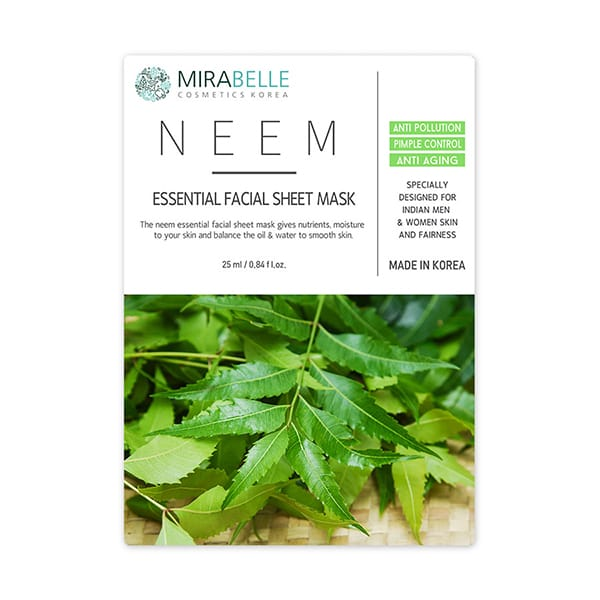 MIRABELLE
COSMETICS KOREA
NEEM
ESSENTIAL FACIAL SHEET MASK
The neem essential facial sheet mask gives nutrients, moisture
to your skin and balance the oil & water to smooth skin.
25 ml / 0.84 fl.oz.
ANTI POLLUTION
PIMPLE CONTROL
ANTI AGING
SPECIALLY
DESIGNED FOR
INDIAN MEN
& WOMEN SKIN
AND FAIRNESS
MADE IN KOREA